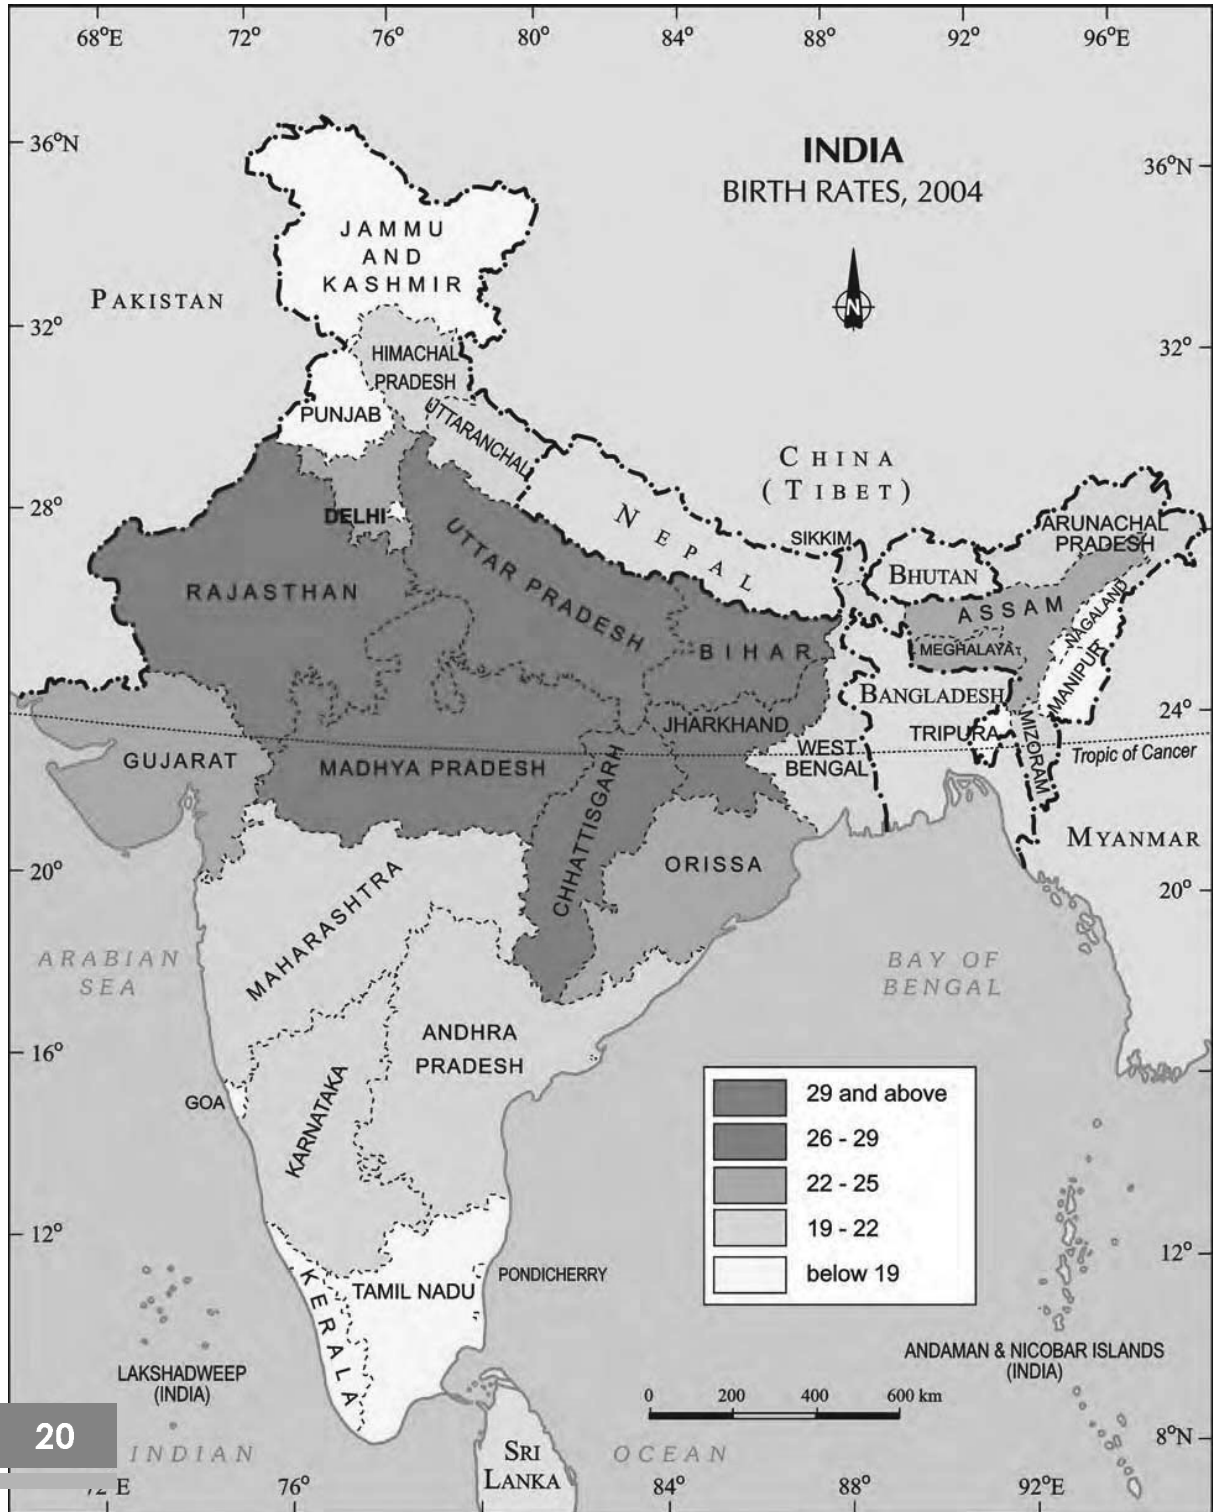 68°E 72° 76° 80° 84° 88° 92° 96°E
INDIA
BIRTH RATES, 2004
36°N
36°N
JAMMU
AND
KASHMIR
PAKISTAN
32°
32°
HIMACHAL
PRADESH
PUNJAB
UTTARANCHAL
CHINA
(TIBET)
28°
DELHI
NEPAL
SIKKIM
ARUNACHAL
PRADESH
BHUTAN
RAJASTHAN
UTTAR PRADESH
ASSAM
NAGALAND
BIHAR
MEGHALAYA
MANIPUR
BANGLADESH
24°
JHARKHAND
TRIPURA
MIZORAM
Tropic of Cancer
GUJARAT
MADHYA PRADESH
WEST
BENGAL
CHHATTISGARH
MYANMAR
ORISSA
20°
20°
MAHARASHTRA
ARABIAN
SEA
BAY OF
BENGAL
ANDHRA
PRADESH
16°
GOA
KARNATAKA
29 and above
26 - 29
22 - 25
19 - 22
below 19
12°
12°
KERALA
TAMIL NADU
PONDICHERRY
LAKSHADWEEP
(INDIA)
ANDAMAN & NICOBAR ISLANDS
(INDIA)
0 200 400 600 km
20
INDIAN
SRI
LANKA
OCEAN
8°N
72°E 76° 84° 88° 92°E